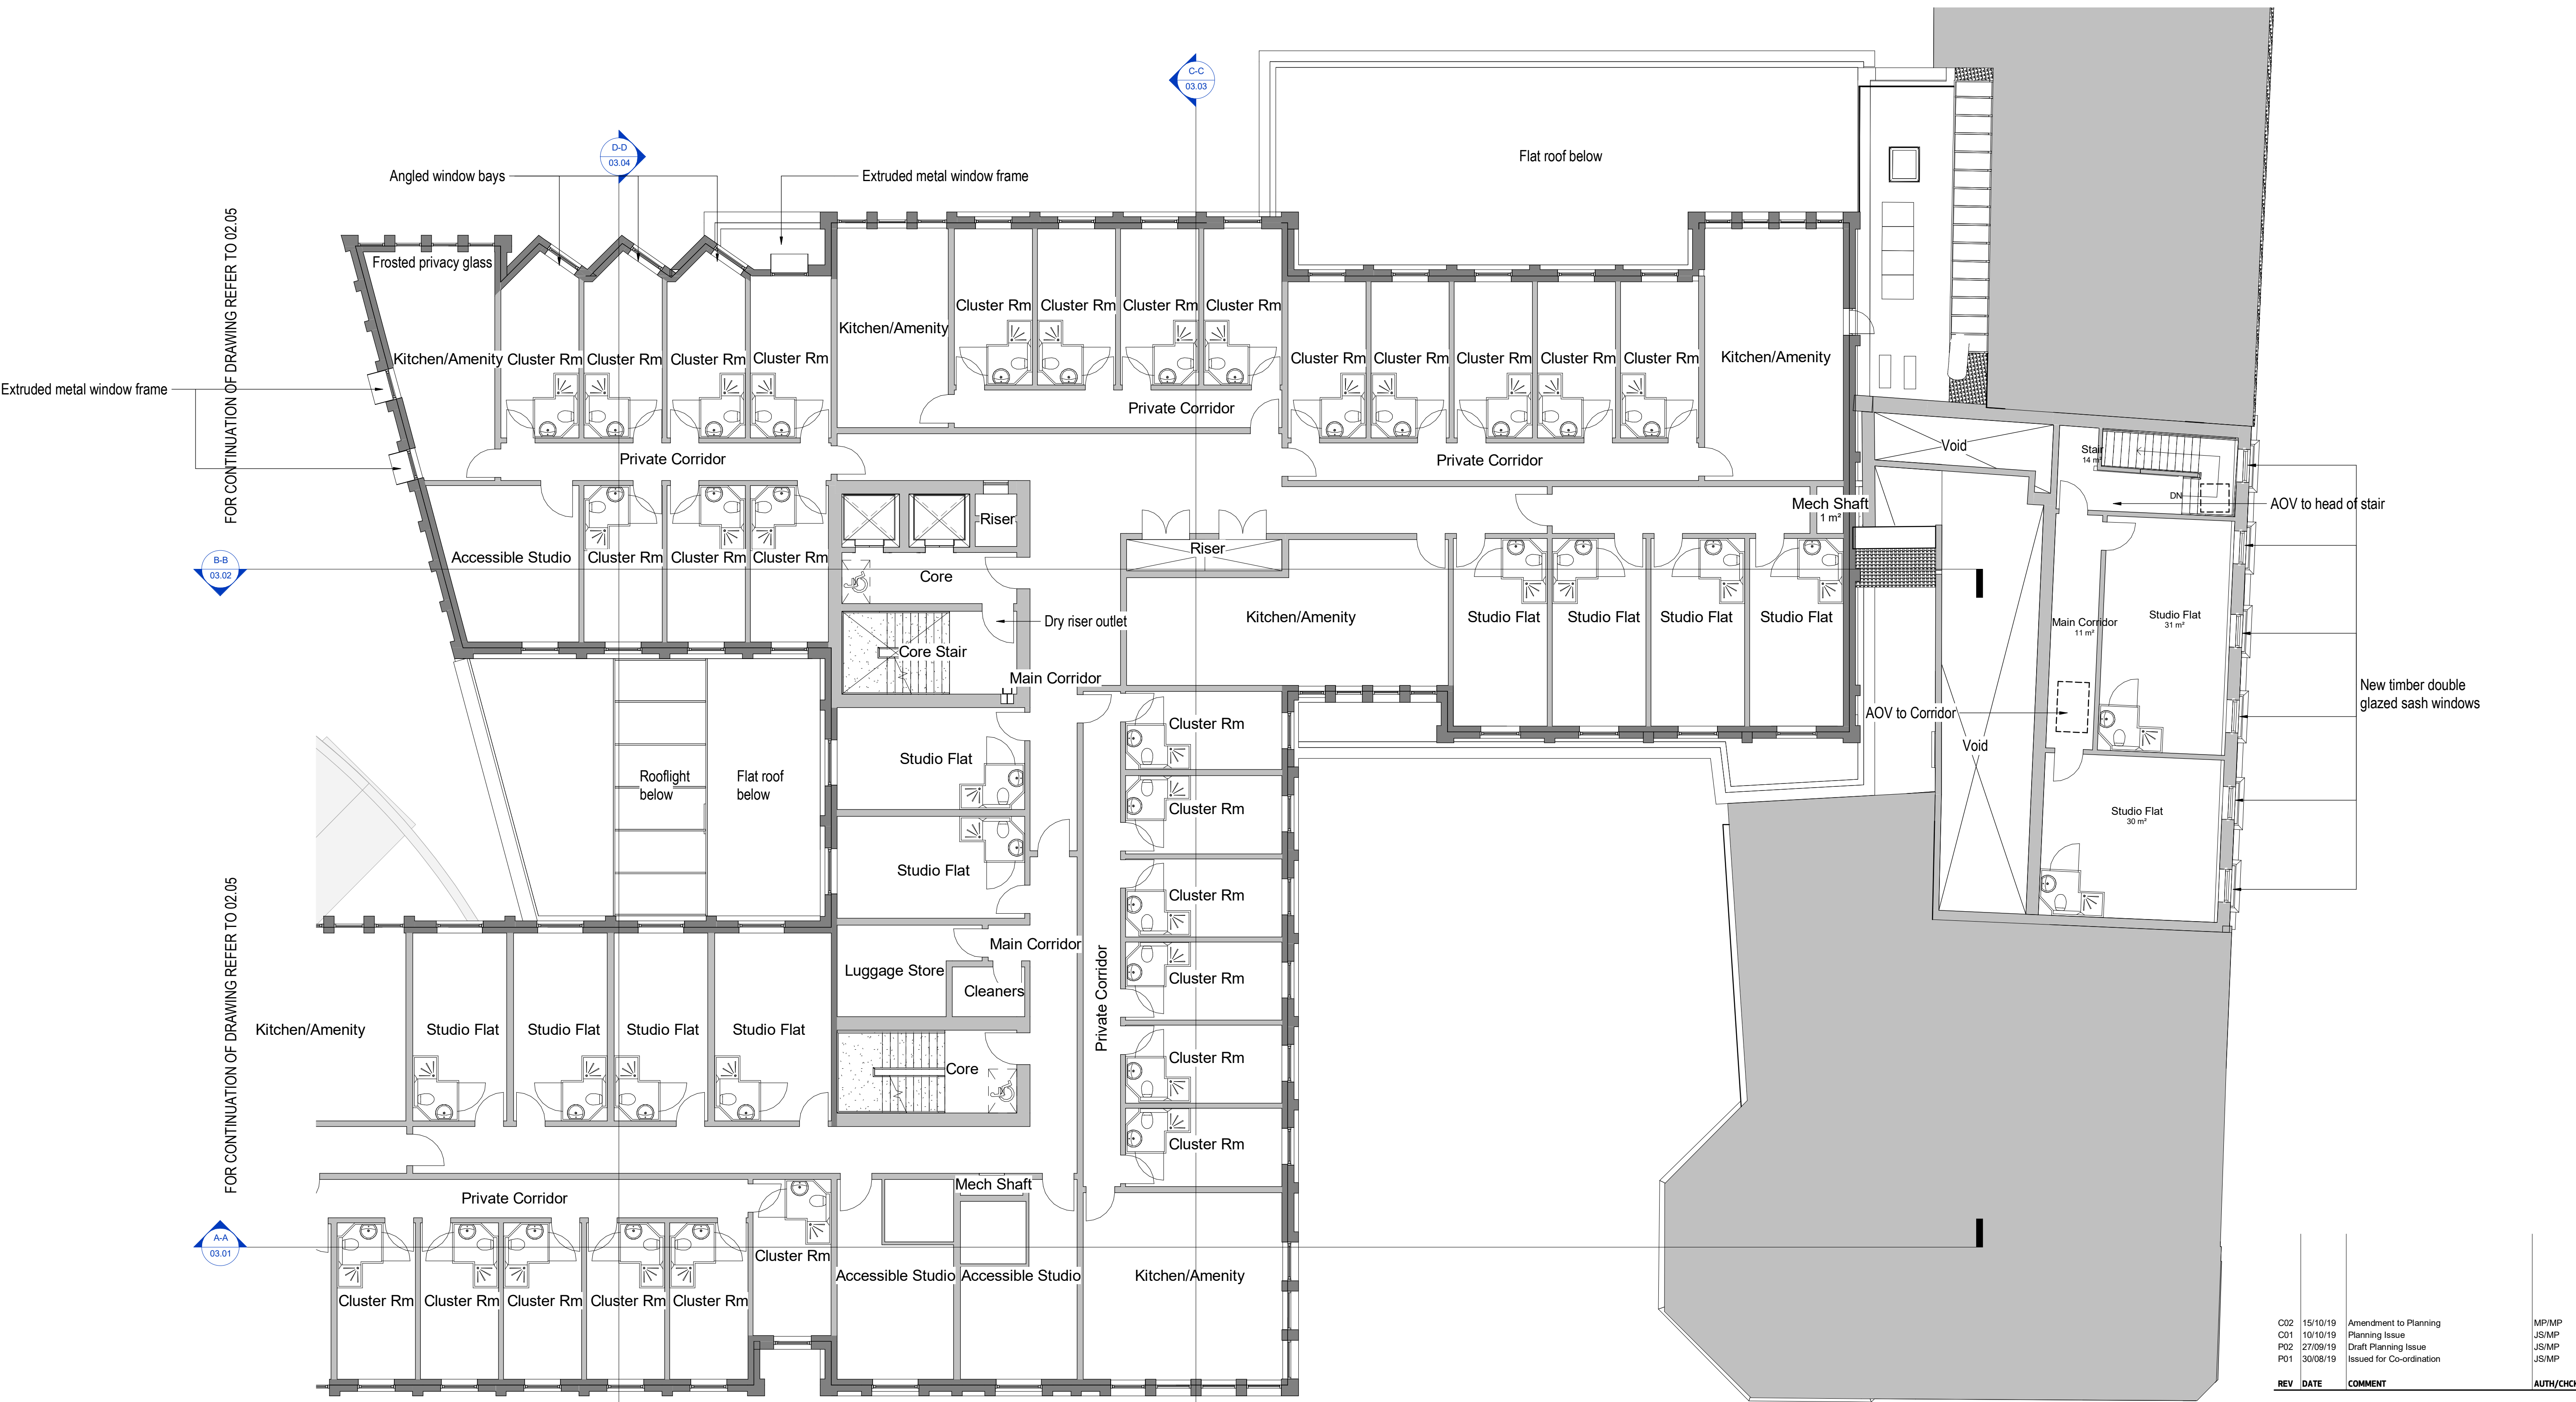 C-C
03.03
D-D
03.04
Flat roof below
Angled window bays
Extruded metal window frame
FOR CONTINUATION OF DRAWING REFER TO 02.05
Frosted privacy glass
Cluster Rm
Cluster Rm
Cluster Rm
Cluster Rm
Kitchen/Amenity
Kitchen/Amenity
Cluster Rm
Cluster Rm
Cluster Rm
Cluster Rm
Cluster Rm
Cluster Rm
Cluster Rm
Cluster Rm
Cluster Rm
Kitchen/Amenity
Extruded metal window frame
Private Corridor
Private Corridor
Private Corridor
Void
Stair
14 m²
DN
AOV to head of stair
Mech Shaft
1 m²
Riser
Riser
B-B
03.02
Accessible Studio
Cluster Rm
Cluster Rm
Cluster Rm
Core
Dry riser outlet
Core Stair
Main Corridor
Kitchen/Amenity
Studio Flat
Studio Flat
Studio Flat
Studio Flat
Main Corridor
11 m²
Studio Flat
31 m²
New timber double
glazed sash windows
AOV to Corridor
Void
Studio Flat
30 m²
Rooflight
below
Flat roof
below
Studio Flat
Studio Flat
Cluster Rm
Cluster Rm
Cluster Rm
Cluster Rm
Cluster Rm
Cluster Rm
Private Corridor
Main Corridor
Luggage Store
Cleaners
FOR CONTINUATION OF DRAWING REFER TO 02.05
Kitchen/Amenity
Studio Flat
Studio Flat
Studio Flat
Studio Flat
Core
Mech Shaft
Private Corridor
A-A
03.01
Cluster Rm
Cluster Rm
Cluster Rm
Cluster Rm
Cluster Rm
Cluster Rm
Accessible Studio
Accessible Studio
Kitchen/Amenity
C02 15/10/19 Amendment to Planning MP/MP
C01 10/10/19 Planning Issue JS/MP
P02 27/09/19 Draft Planning Issue JS/MP
P01 30/08/19 Issued for Co-ordination JS/MP
REV DATE COMMENT AUTH/CHCK